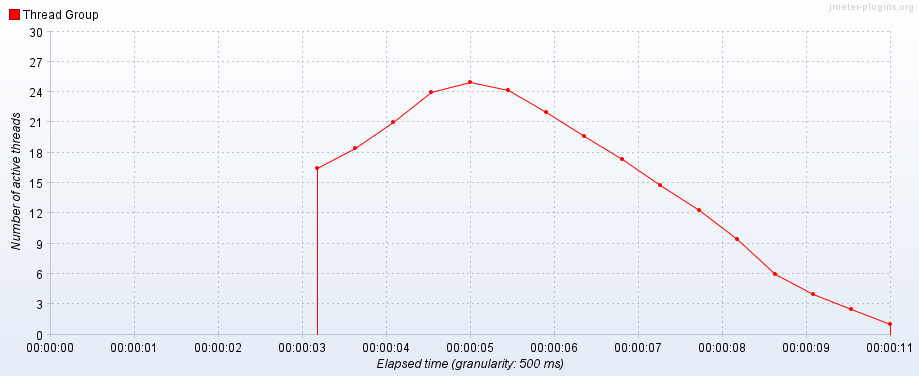 jmeter-plugins.org
Thread Group
30
27
24
21
18
15
12
9
6
3
0
Number of active threads
00:00:00 00:00:01 00:00:02 00:00:03 00:00:04 00:00:05 00:00:06 00:00:07 00:00:08 00:00:09 00:00:11
Elapsed time (granularity: 500 ms)